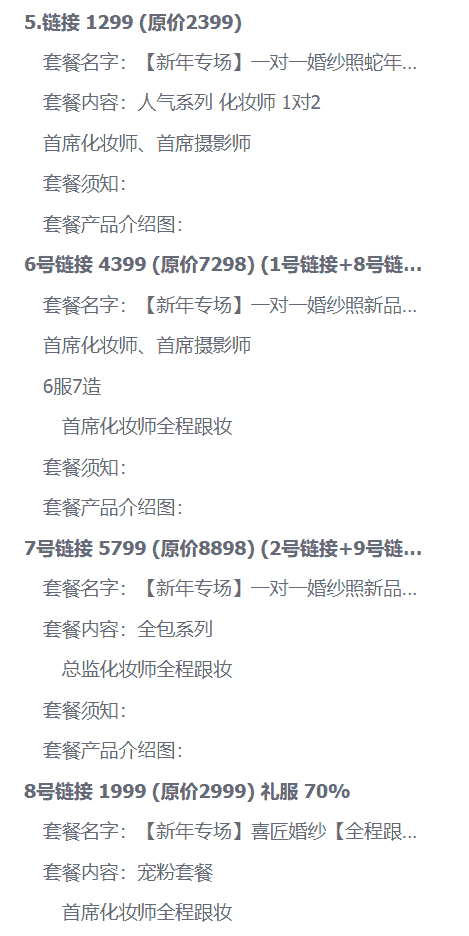 5.链接 1299 (原价2399)
套餐名字：【新年专场】一对一婚纱照蛇年...
套餐内容：人气系列 化妆师 1对2
首席化妆师、首席摄影师
套餐须知：
套餐产品介绍图：
6号链接 4399 (原价7298) (1号链接+8号链...
套餐名字：【新年专场】一对一婚纱照新品...
首席化妆师、首席摄影师
6服7造
首席化妆师全程跟妆
套餐须知：
套餐产品介绍图：
7号链接 5799 (原价8898) (2号链接+9号链...
套餐名字：【新年专场】一对一婚纱照新品...
套餐内容：全包系列
总监化妆师全程跟妆
套餐须知：
套餐产品介绍图：
8号链接 1999 (原价2999) 礼服 70%
套餐名字：【新年专场】喜匠婚纱【全程跟...
套餐内容：宠粉套餐
首席化妆师全程跟妆